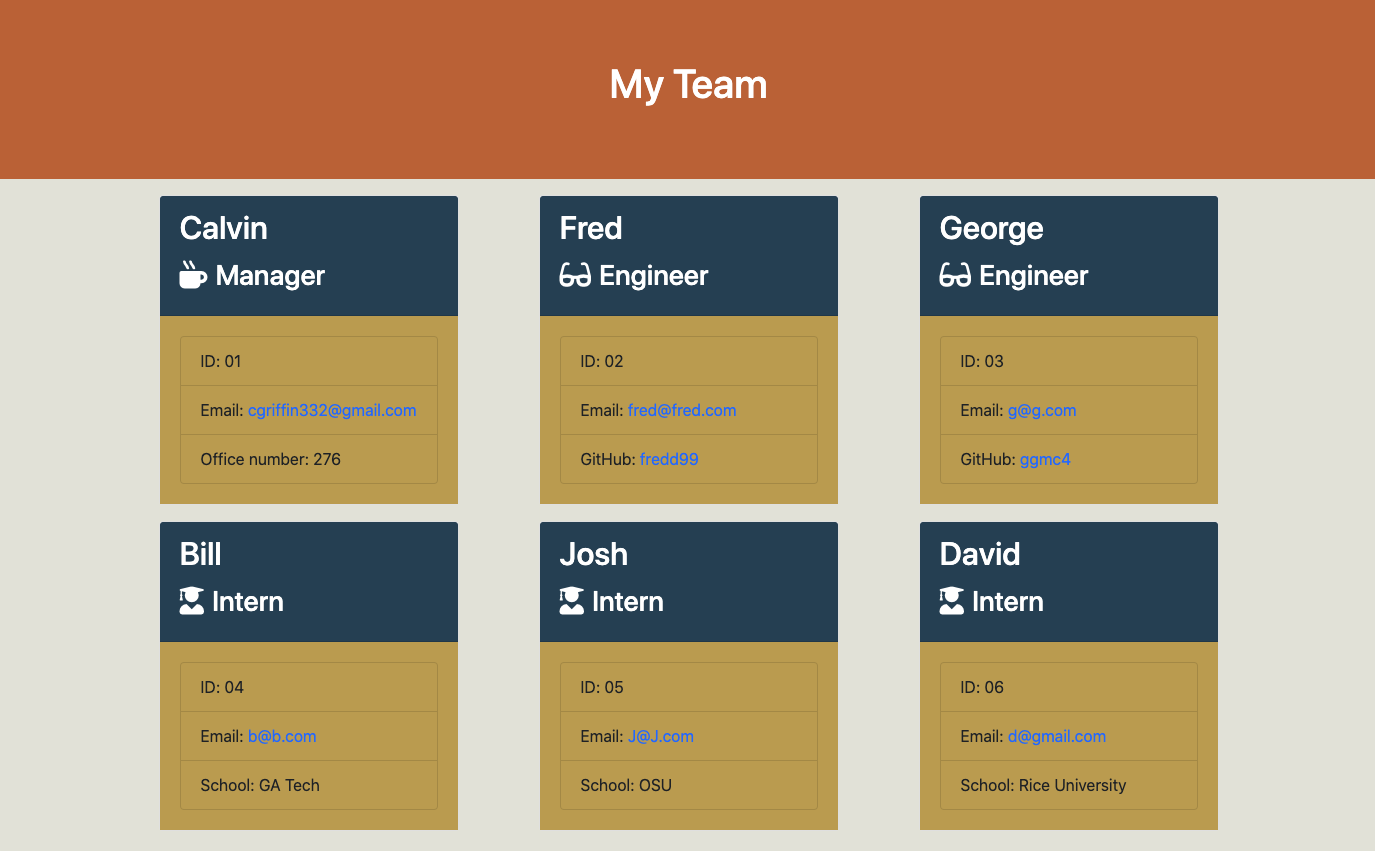 My Team
Calvin
Manager
ID: 01
Email: cgriffin332@gmail.com
Office number: 276
Fred
Engineer
ID: 02
Email: fred@fred.com
GitHub: fredd99
George
Engineer
ID: 03
Email: g@g.com
GitHub: ggmc4
Bill
Intern
ID: 04
Email: b@b.com
School: GA Tech
Josh
Intern
ID: 05
Email: J@J.com
School: OSU
David
Intern
ID: 06
Email: d@gmail.com
School: Rice University